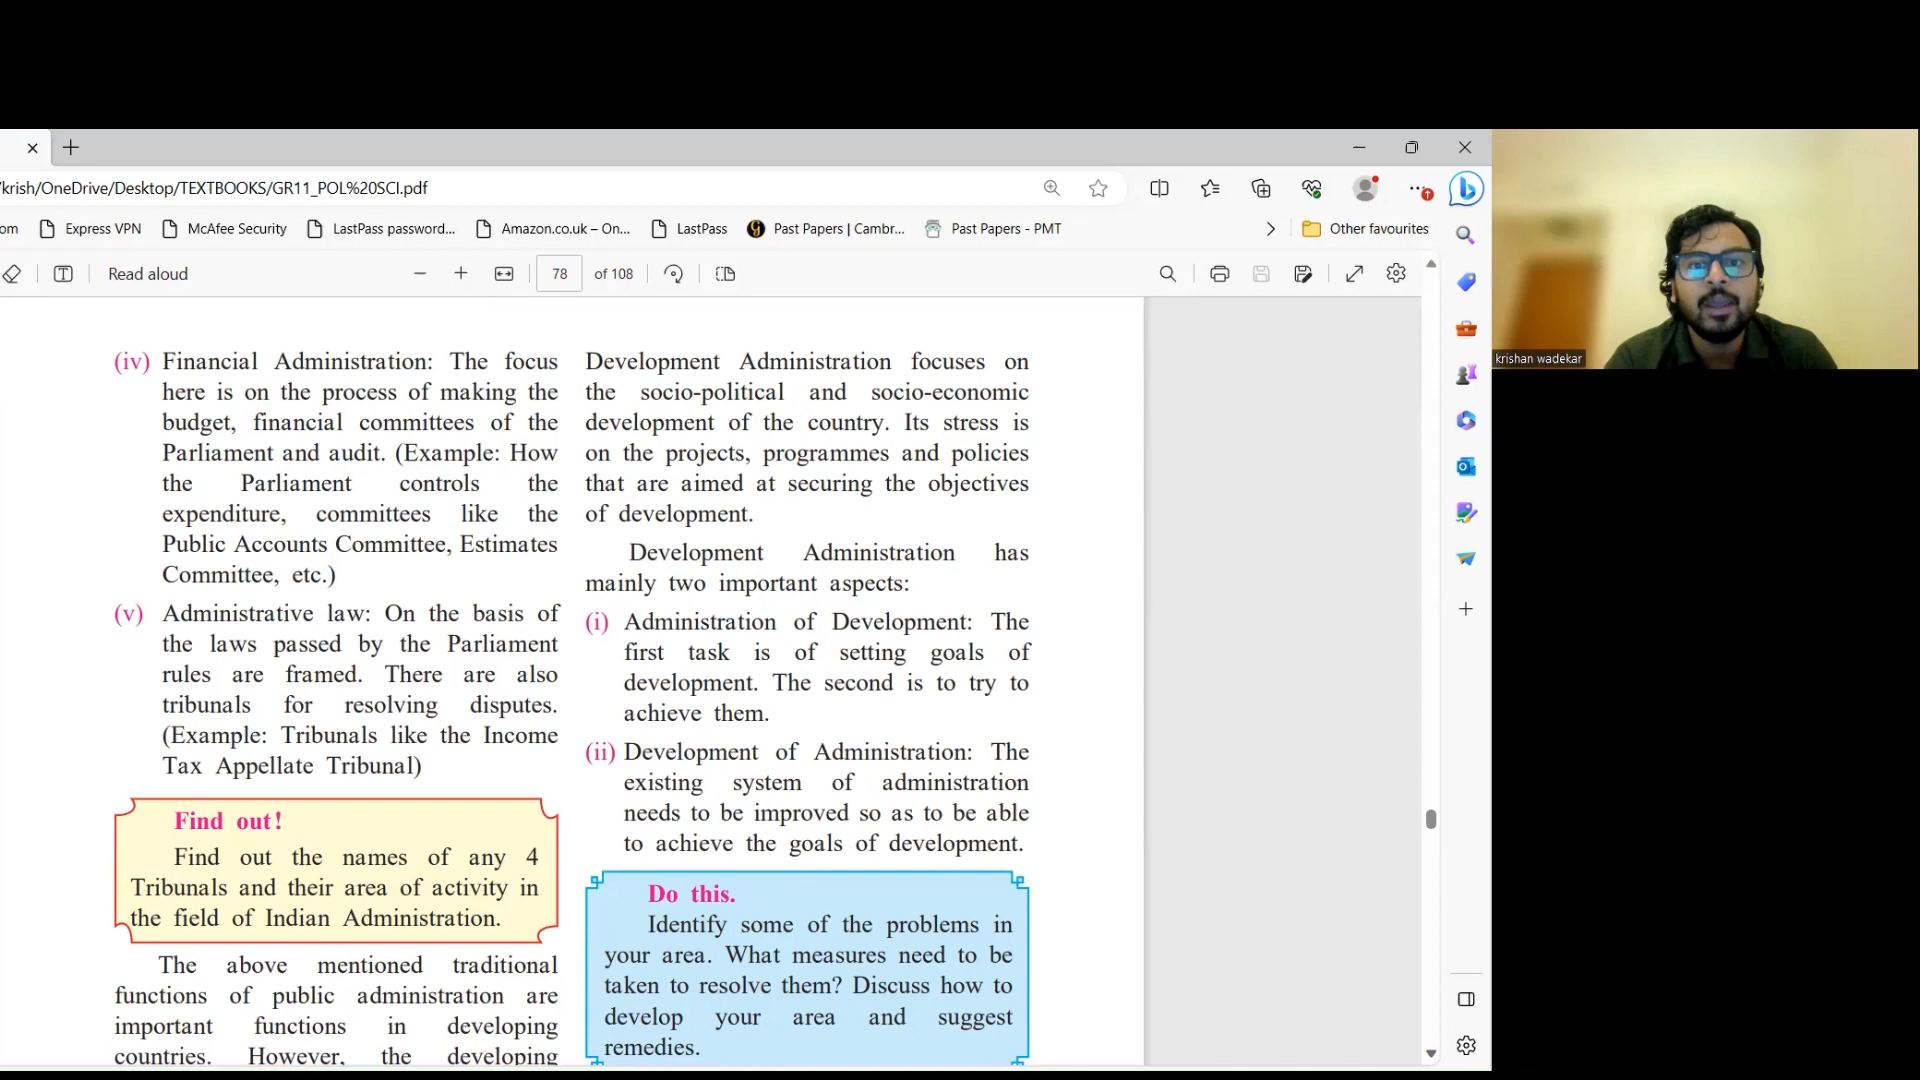 /krish/OneDrive/Desktop/TEXTBOOKS/GR11_POL%20SCI.pdf
om Express VPN McAfee Security LastPass password... Amazon.co.uk – On... LastPass Past Papers | Cambr... Past Papers - PMT Other favourites
Read aloud 78 of 108
(iv) Financial Administration: The focus
here is on the process of making the
budget, financial committees of the
Parliament and audit. (Example: How
the Parliament controls the
expenditure, committees like the
Public Accounts Committee, Estimates
Committee, etc.)
(v) Administrative law: On the basis of
the laws passed by the Parliament
rules are framed. There are also
tribunals for resolving disputes.
(Example: Tribunals like the Income
Tax Appellate Tribunal)
Find out!
Find out the names of any 4
Tribunals and their area of activity in
the field of Indian Administration.
The above mentioned traditional
functions of public administration are
important functions in developing
countries. However, the developing
Development Administration focuses on
the socio-political and socio-economic
development of the country. Its stress is
on the projects, programmes and policies
that are aimed at securing the objectives
of development.
Development Administration has
mainly two important aspects:
(i) Administration of Development: The
first task is of setting goals of
development. The second is to try to
achieve them.
(ii) Development of Administration: The
existing system of administration
needs to be improved so as to be able
to achieve the goals of development.
Do this.
Identify some of the problems in
your area. What measures need to be
taken to resolve them? Discuss how to
develop your area and suggest
remedies.
krishan wadekar